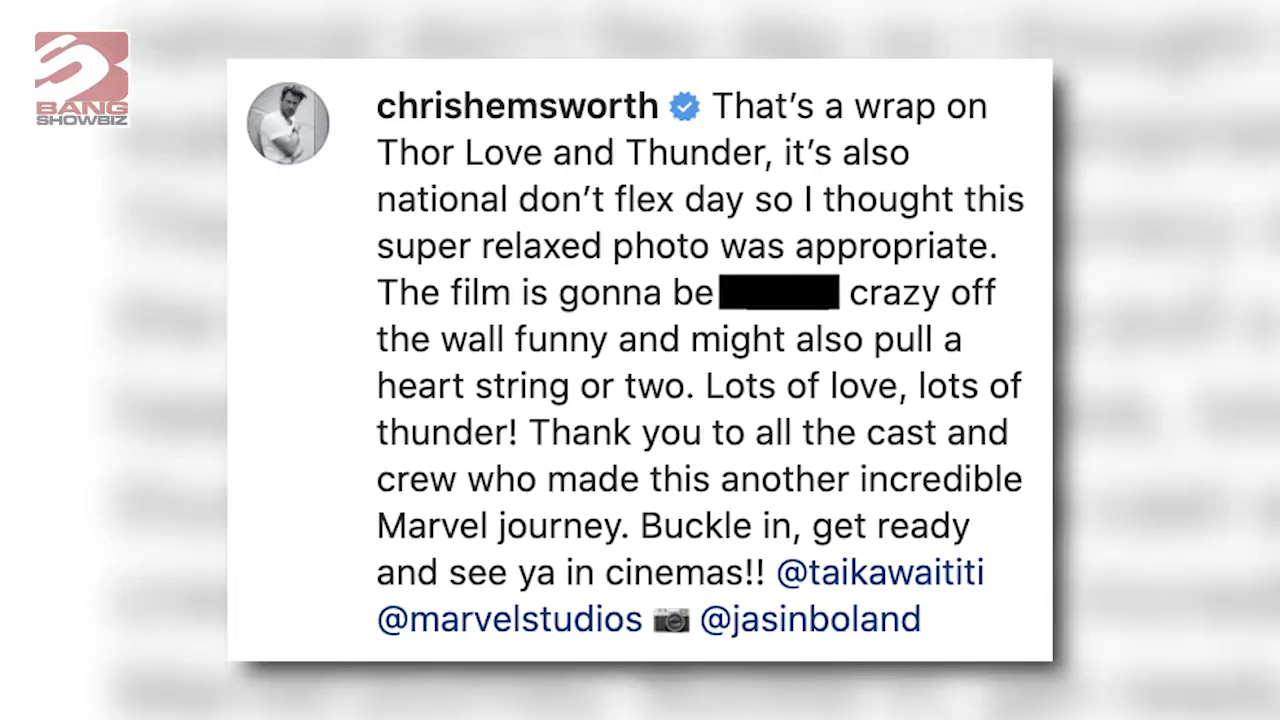 BANG
SHOWBIZ
chrishemsworth That's a wrap on
Thor Love and Thunder, it's also
national don't flex day so I thought this
super relaxed photo was appropriate.
The film is gonna be crazy off
the wall funny and might also pull a
heart string or two. Lots of love, lots of
thunder! Thank you to all the cast and
crew who made this another incredible
Marvel journey. Buckle in, get ready
and see ya in cinemas!! @taikawaititi
@marvelstudios 📷 @jasinboland